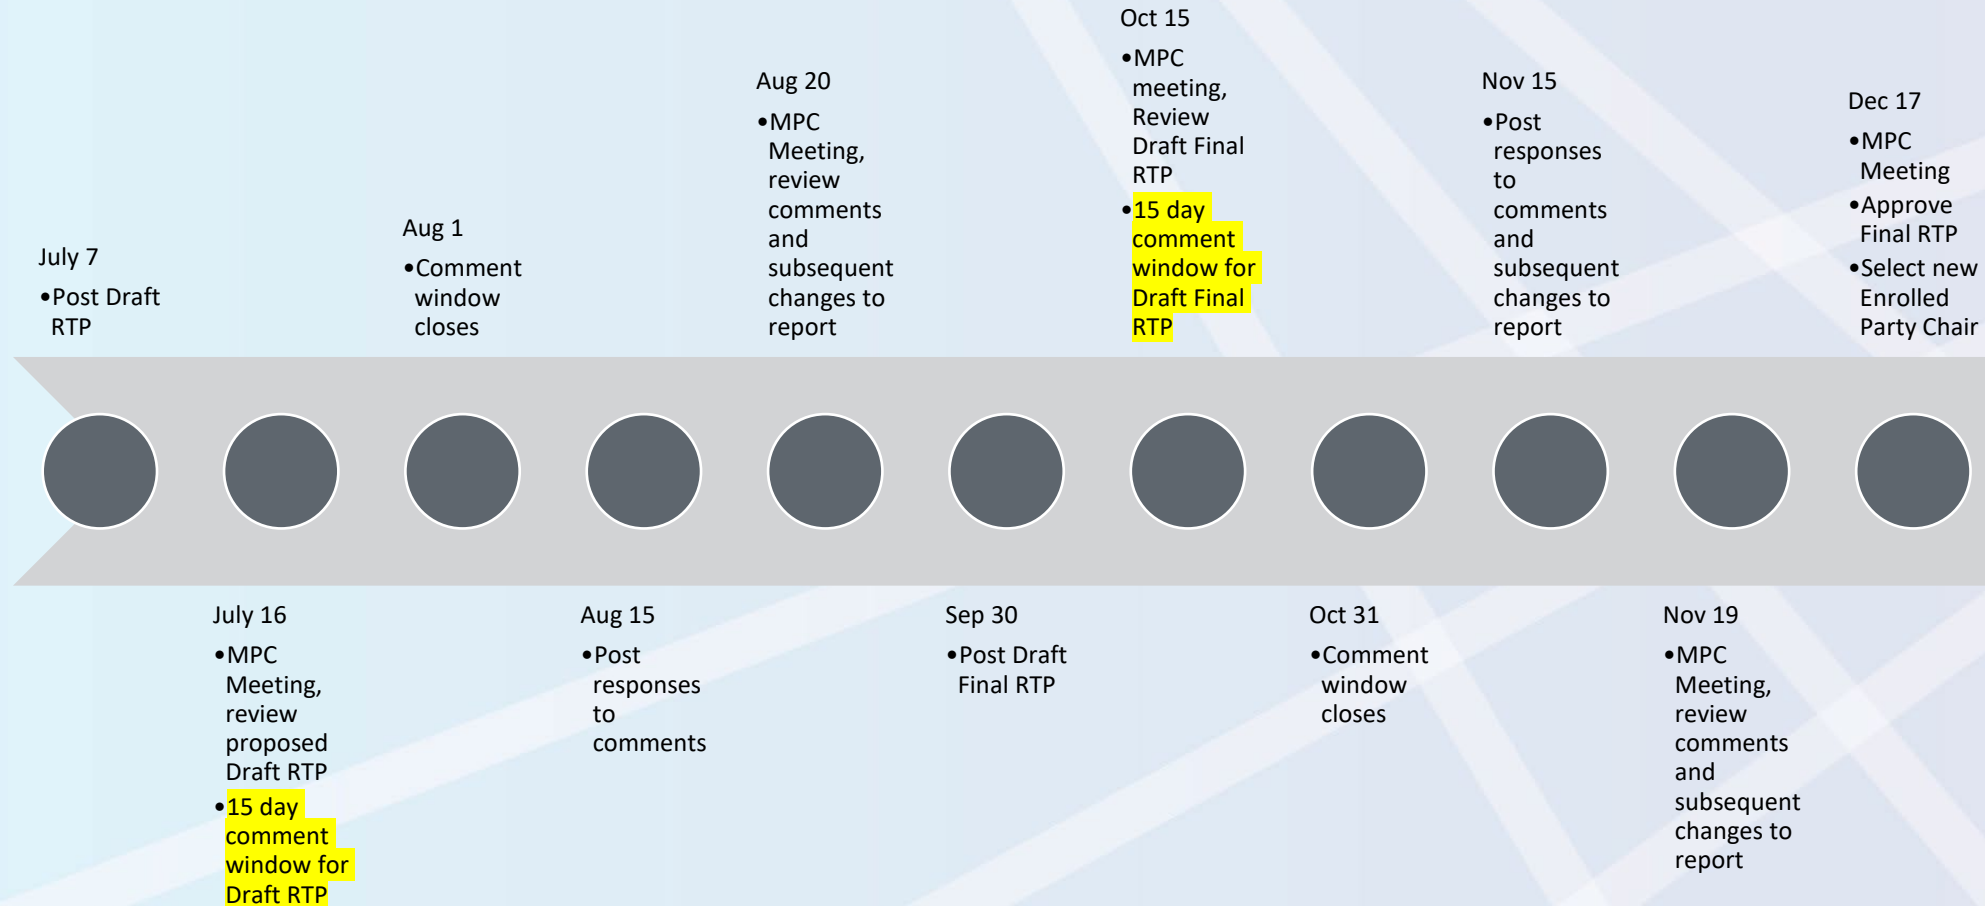 July 7
•Post Draft
RTP
July 16
•MPC
Meeting,
review
proposed
Draft RTP
•15 day
comment
window for
Draft RTP
Aug 1
•Comment
window
closes
Aug 15
•Post
responses
to
comments
Aug 20
•MPC
Meeting,
review
comments
and
subsequent
changes to
report
Sep 30
•Post Draft
Final RTP
Oct 15
•MPC
meeting,
Review
Draft Final
RTP
•15 day
comment
window for
Draft Final
RTP
Oct 31
•Comment
window
closes
Nov 15
•Post
responses
to
comments
and
subsequent
changes to
report
Nov 19
•MPC
Meeting,
review
comments
and
subsequent
changes to
report
Dec 17
•MPC
Meeting
•Approve
Final RTP
•Select new
Enrolled
Party Chair